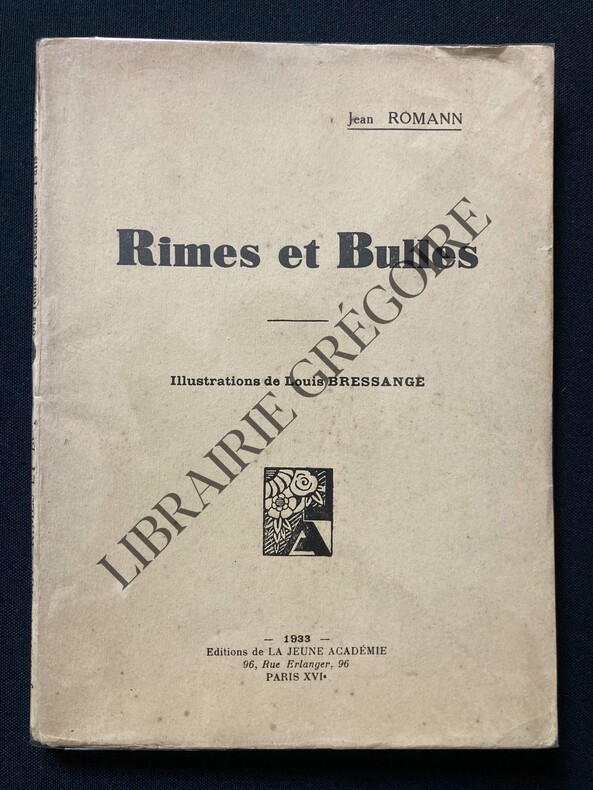 Jean ROMANN
Rimes et Bulles
Illustrations de Louis BRESSANGE
LIBRAIRIE GRÉGOIRE
LA
— 1933 —
Editions de LA JEUNE ACADÉMIE
96, Rue Erlanger, 96
PARIS XVIe